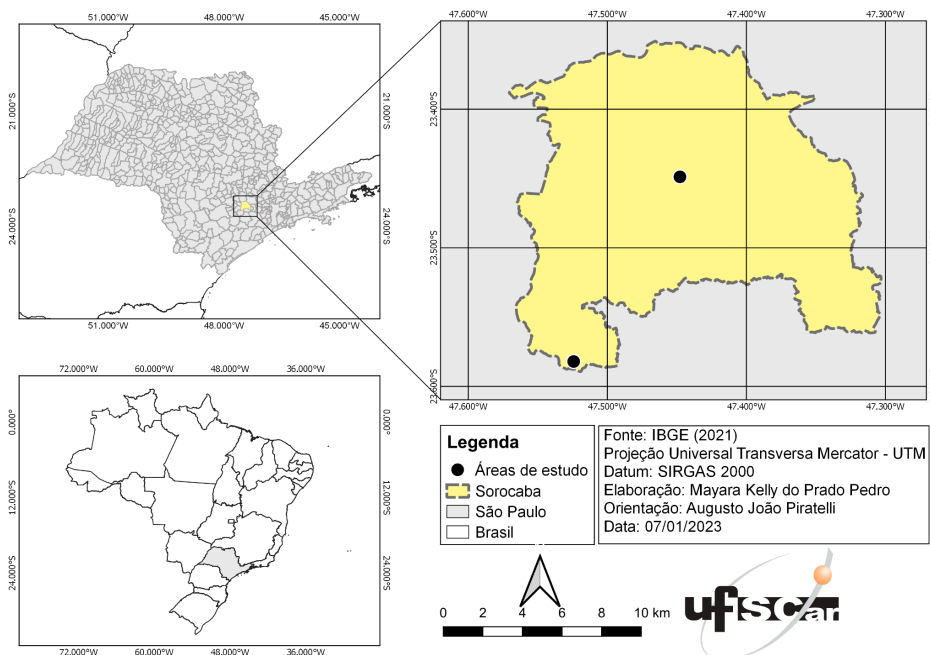 51.000°W 48.000°W 45.000°W
21.000°S
21.000°S
24.000°S
24.000°S
51.000°W 48.000°W 45.000°W
47.600°W 47.500°W 47.400°W 47.300°W
23.400°S
23.500°S
23.600°S
47.600°W 47.500°W 47.400°W 47.300°W
72.000°W 60.000°W 48.000°W 36.000°W
0.000°
0.000°
12.000°S
12.000°S
24.000°S
24.000°S
72.000°W 60.000°W 48.000°W 36.000°W
Legenda
Áreas de estudo
Sorocaba
São Paulo
Brasil
Fonte: IBGE (2021)
Projeção Universal Transversa Mercator - UTM
Datum: SIRGAS 2000
Elaboração: Mayara Kelly do Prado Pedro
Orientação: Augusto João Piratelli
Data: 07/01/2023
0 2 4 6 8 10 km
ufscar